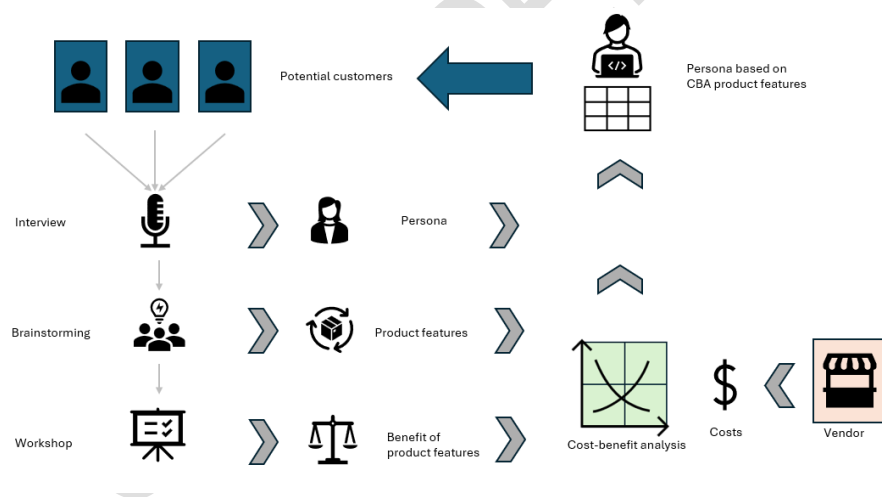 Potential customers
Persona based on
CBA product features
Interview
Persona
Brainstorming
Product features
Workshop
Benefit of
product features
Cost-benefit analysis
Costs
Vendor
</>
$